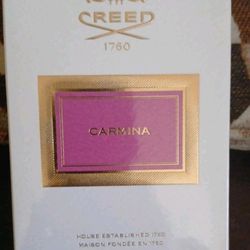 CREED
1760
CARMINA
HOUSE ESTABLISHED 1760
MAISON FONDÉE EN 1760